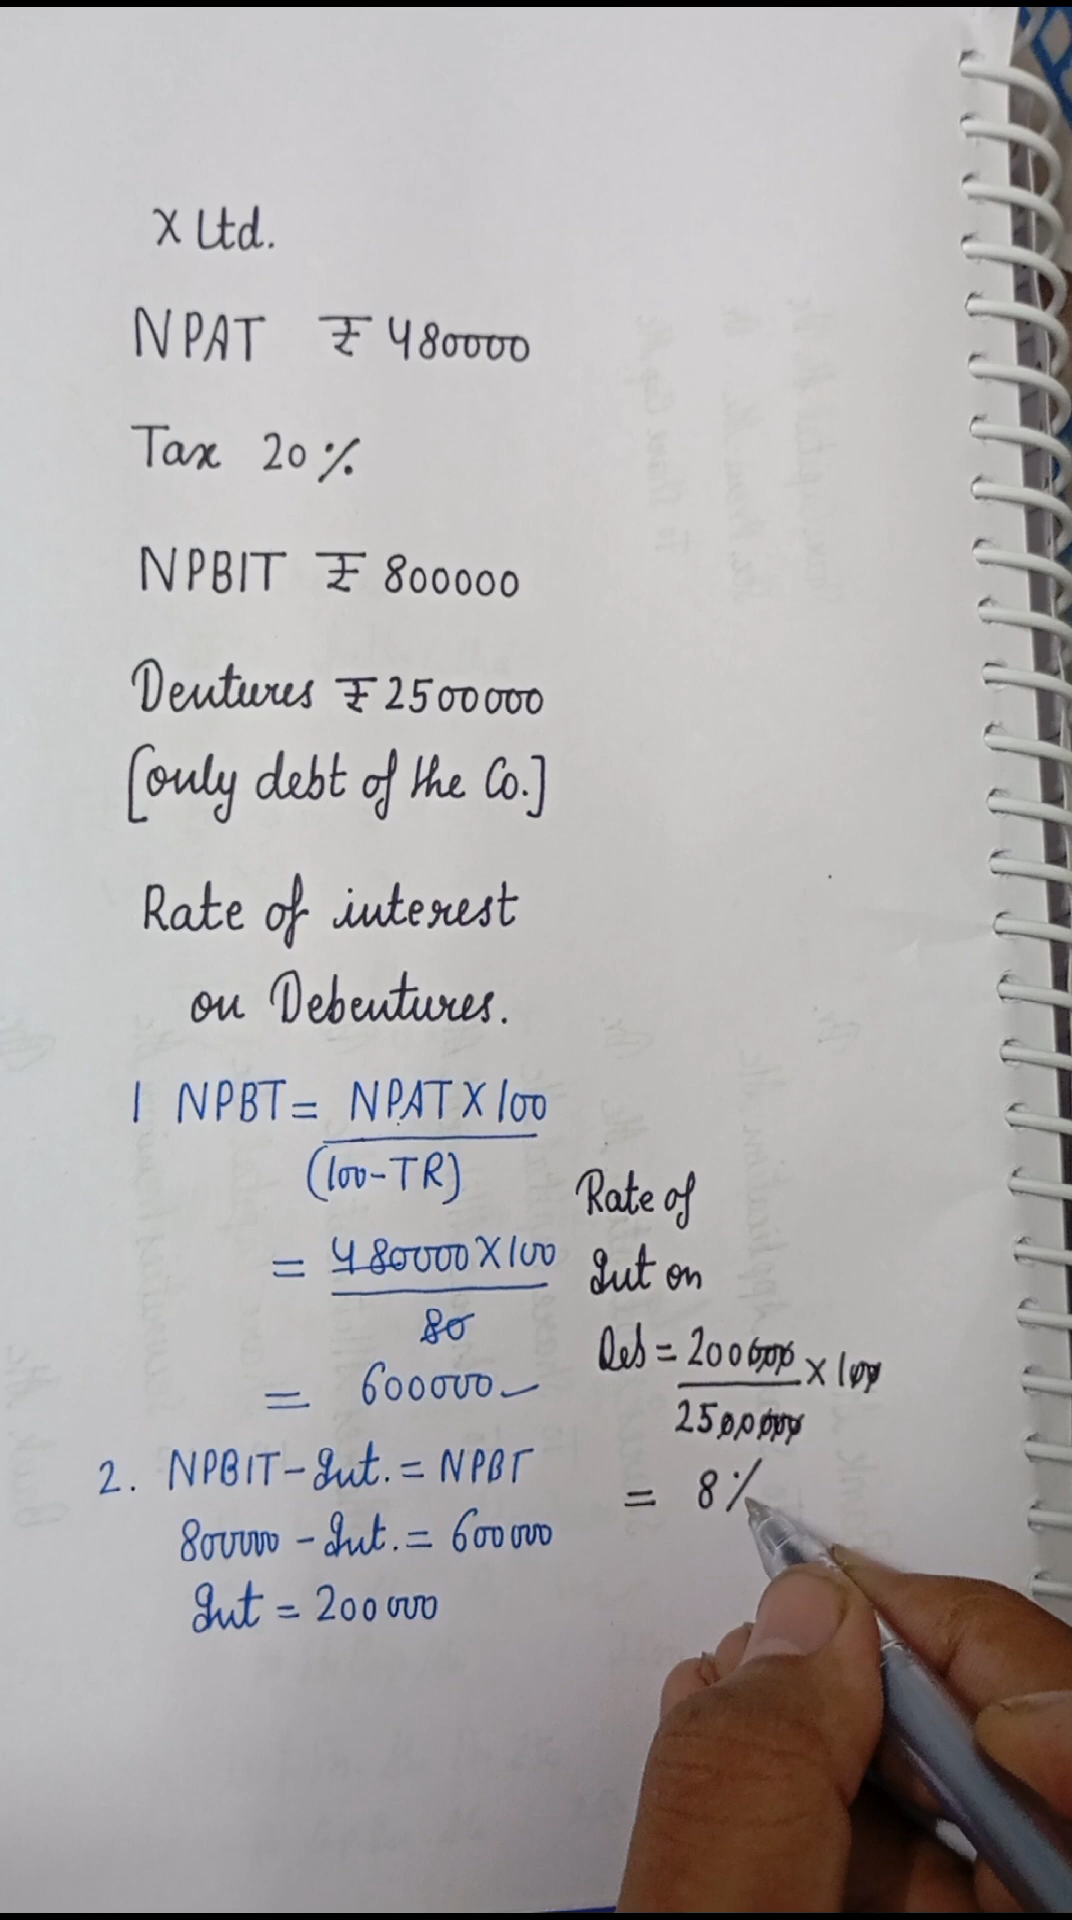 X Ltd.
NPAT ₹ 480000
Tax 20%
NPBIT ₹ 800000
Dentures ₹ 2500000
[only debt of the Co.]
Rate of interest
on Debentures.
1 NPBT = NPAT X 100
(100-TR)
= 480000 X 100
80
= 600000
2. NPBIT - Int. = NPBT
800000 - Int. = 600000
Int = 200000
Rate of
Int on
Deb = 200000 x 100
2500000
= 8%